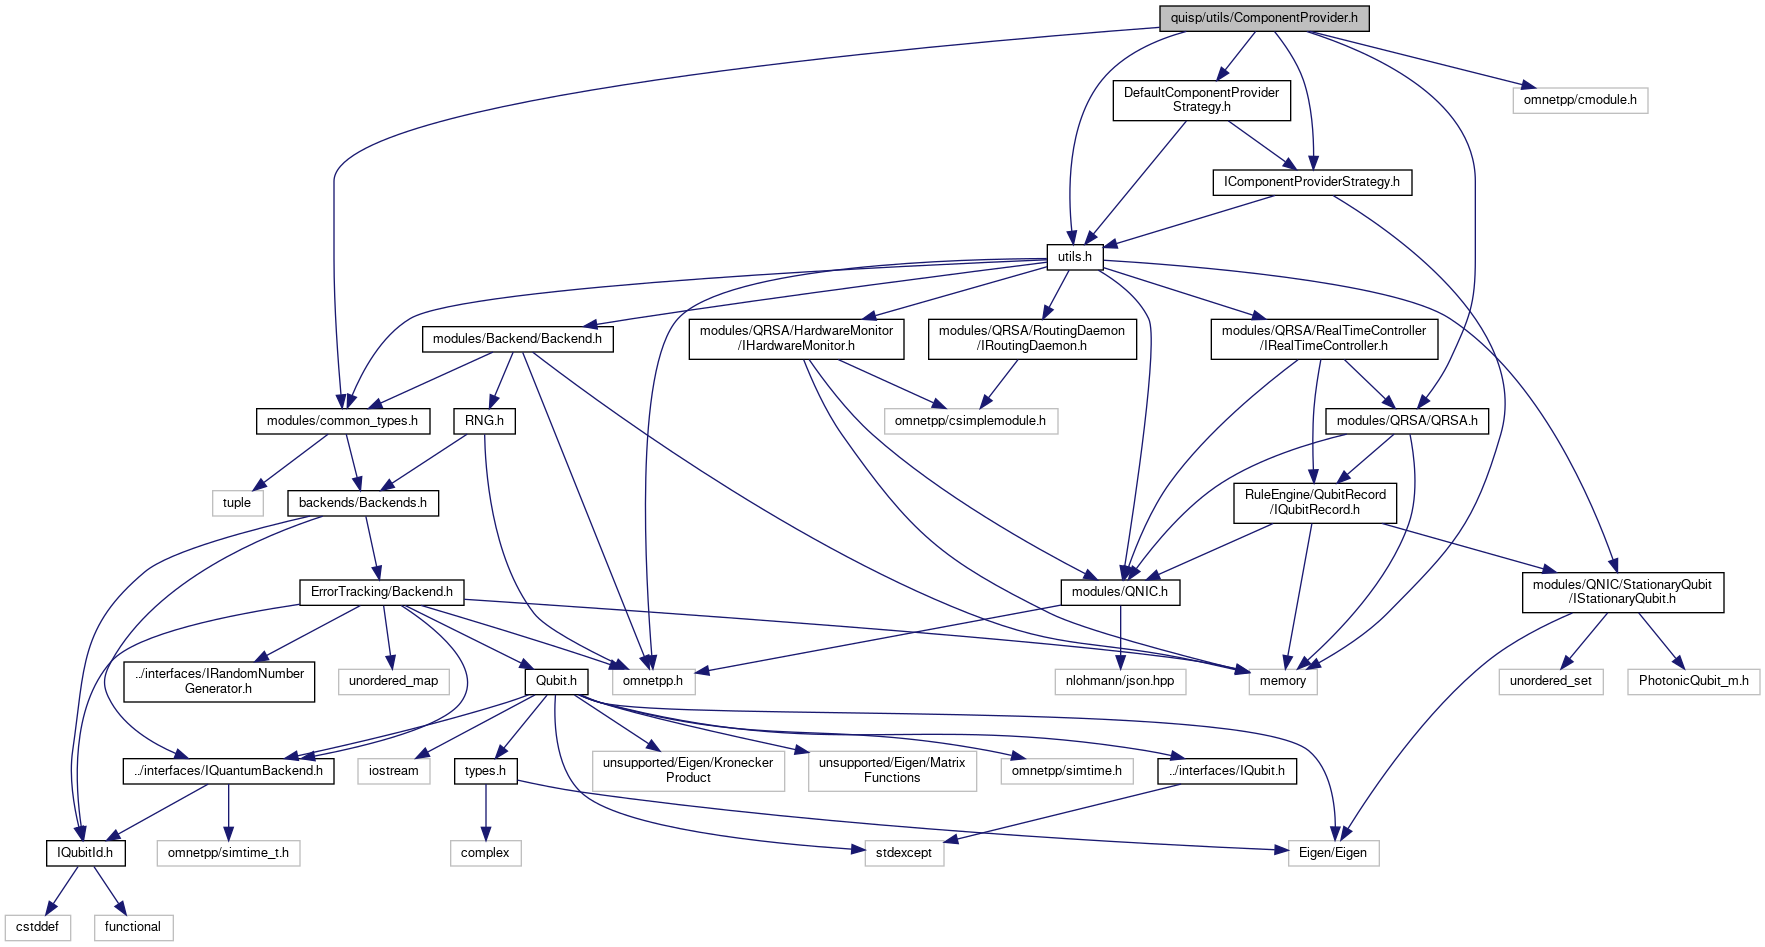 quisp/utils/ComponentProvider.h
DefaultComponentProvider
Strategy.h
omnetpp/cmodule.h
IComponentProviderStrategy.h
utils.h
modules/Backend/Backend.h
modules/QRSA/HardwareMonitor
/IHardwareMonitor.h
modules/QRSA/RoutingDaemon
/IRoutingDaemon.h
modules/QRSA/RealTimeController
/IRealTimeController.h
modules/common_types.h
RNG.h
omnetpp/csimplemodule.h
modules/QRSA/QRSA.h
tuple
backends/Backends.h
RuleEngine/QubitRecord
/IQubitRecord.h
ErrorTracking/Backend.h
modules/QNIC.h
modules/QNIC/StationaryQubit
/IStationaryQubit.h
../interfaces/IRandomNumber
Generator.h
unordered_map
Qubit.h
omnetpp.h
nlohmann/json.hpp
memory
unordered_set
PhotonicQubit_m.h
../interfaces/IQuantumBackend.h
iostream
types.h
unsupported/Eigen/Kronecker
Product
unsupported/Eigen/Matrix
Functions
omnetpp/simtime.h
../interfaces/IQubit.h
IQubitId.h
omnetpp/simtime_t.h
complex
stdexcept
Eigen/Eigen
cstddef
functional